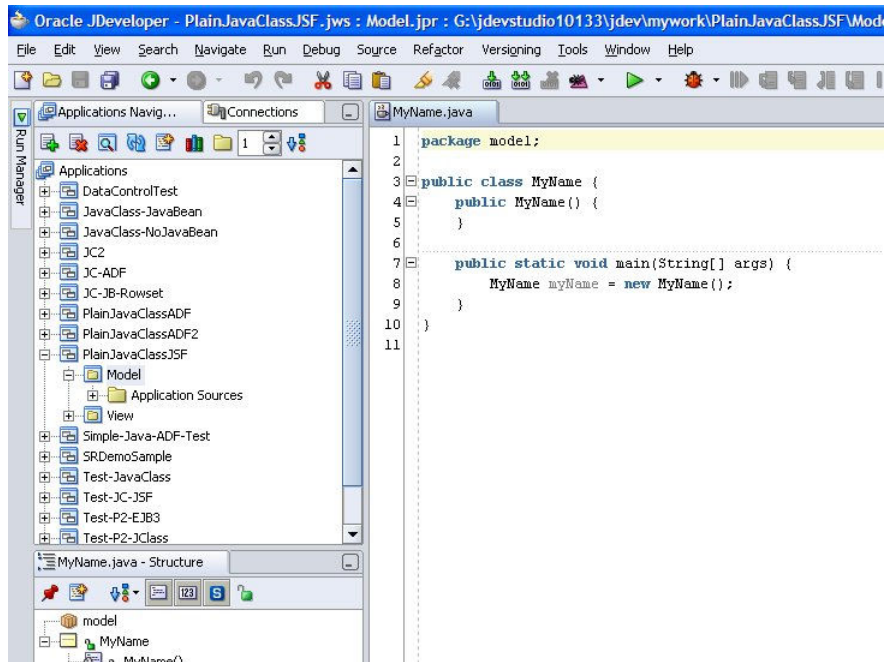 Oracle JDeveloper - PlainJavaClassJSF.jws : Model.jpr : G:\jdevstudio10133\jdev\mywork\PlainJavaClassJSF\Mode
File Edit View Search Navigate Run Debug Source Refactor Versioning Tools Window Help
Applications Navig...
Connections
1
Run Manager
Applications
DataControlTest
JavaClass-JavaBean
JavaClass-NoJavaBean
JC2
JC-ADF
JC-JB-Rowset
PlainJavaClassADF
PlainJavaClassADF2
PlainJavaClassJSF
Model
Application Sources
View
Simple-Java-ADF-Test
SRDemoSample
Test-JavaClass
Test-JC-JSF
Test-P2-EJB3
Test-P2-JClass
MyName.java - Structure
123
S
model
MyName
MyName()
MyName.java
1 package model;
2
3 public class MyName {
4 public MyName() {
5 }
6
7 public static void main(String[] args) {
8 MyName myName = new MyName();
9 }
10 }
11